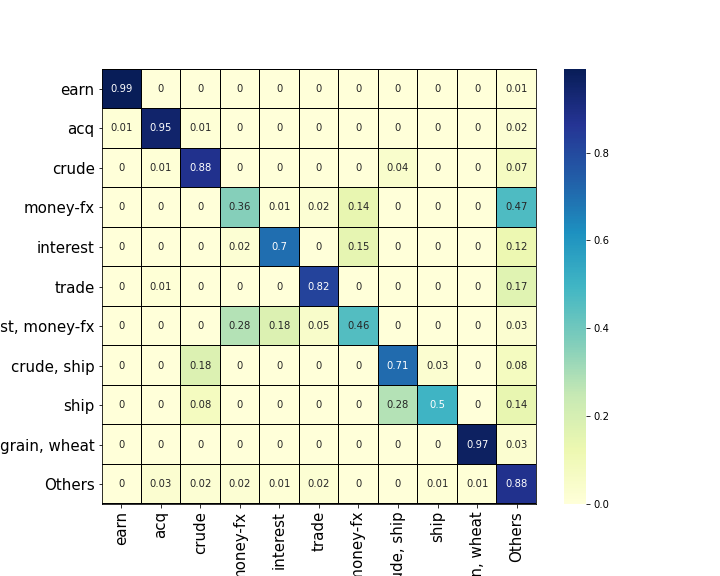 earn 0.99 0 0 0 0 0 0 0 0 0 0.01
acq 0.01 0.95 0.01 0 0 0 0 0 0 0 0.02
crude 0 0.01 0.88 0 0 0 0 0.04 0 0 0.07
money-fx 0 0 0 0.36 0.01 0.02 0.14 0 0 0 0.47
interest 0 0 0 0.02 0.7 0 0.15 0 0 0 0.12
trade 0 0.01 0 0 0 0.82 0 0 0 0 0.17
st, money-fx 0 0 0 0.28 0.18 0.05 0.46 0 0 0 0.03
crude, ship 0 0 0.18 0 0 0 0 0.71 0.03 0 0.08
ship 0 0 0.08 0 0 0 0 0.28 0.5 0 0.14
grain, wheat 0 0 0 0 0 0 0 0 0 0.97 0.03
Others 0 0.03 0.02 0.02 0.01 0.02 0 0 0.01 0.01 0.88
earn acq crude oney-fx interest trade oney-fx ude, ship ship n, wheat Others
0.8
0.6
0.4
0.2
0.0